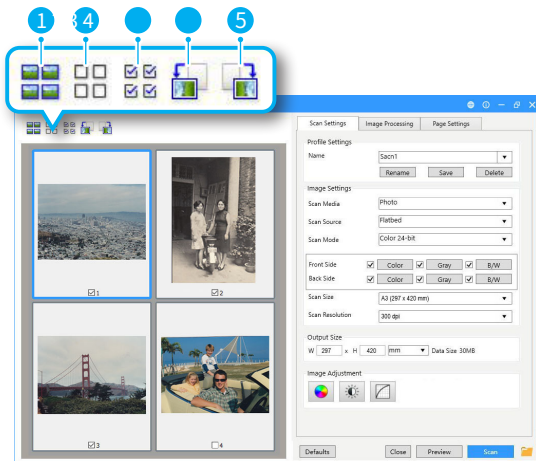 1 3 4 5
Scan Settings Image Processing Page Settings
Profile Settings
Name Sacn1
Rename Save Delete
Image Settings
Scan Media Photo
Scan Source Flatbed
Scan Mode Color 24-bit
Front Side Color Gray B/W
Back Side Color Gray B/W
Scan Size A3 (297 x 420 mm)
Scan Resolution 300 dpi
Output Size
W 297 x H 420 mm Data Size 30MB
Image Adjustment
1 2
3 4
Defaults Close Preview Scan